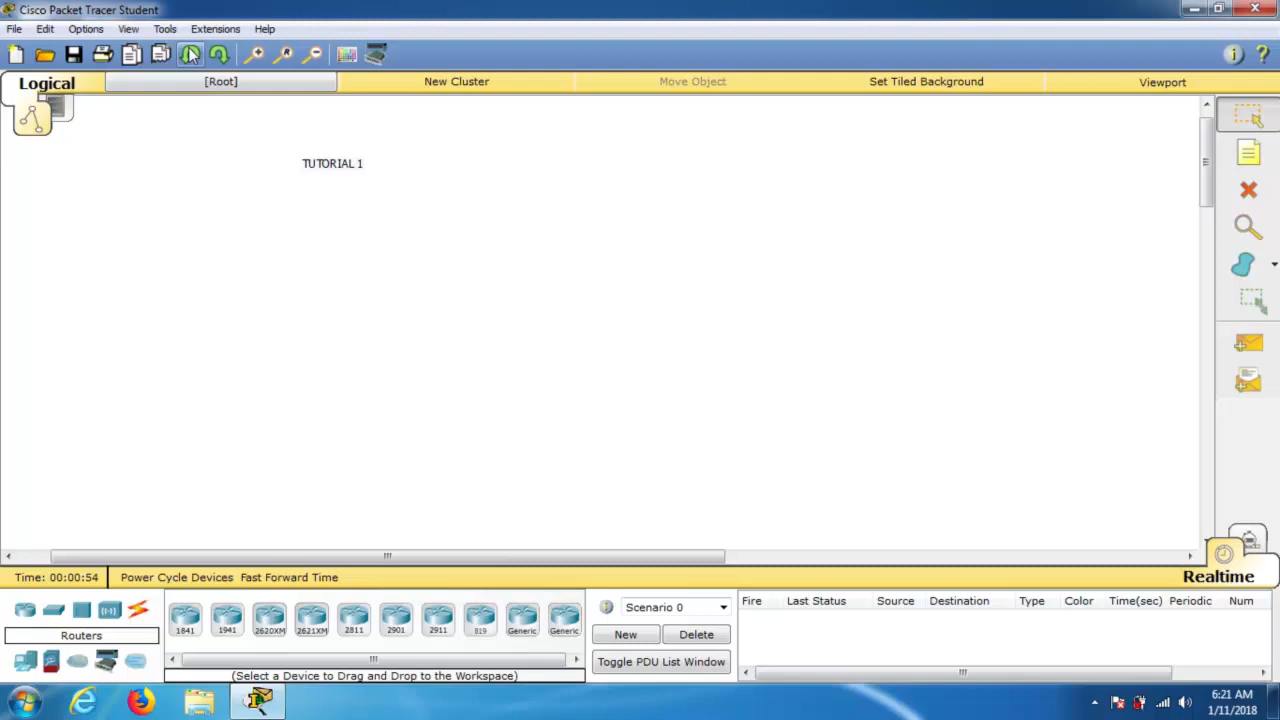 Cisco Packet Tracer Student
File Edit Options View Tools Extensions Help
Logical [Root] New Cluster Move Object Set Tiled Background Viewport
TUTORIAL 1
Time: 00:00:54 Power Cycle Devices Fast Forward Time
Realtime
Routers
1841 1941 2620XM 2621XM 2811 2901 2911 819 Generic Generic
(Select a Device to Drag and Drop to the Workspace)
Scenario 0
New Delete
Toggle PDU List Window
Fire Last Status Source Destination Type Color Time(sec) Periodic Num
6:21 AM
1/11/2018